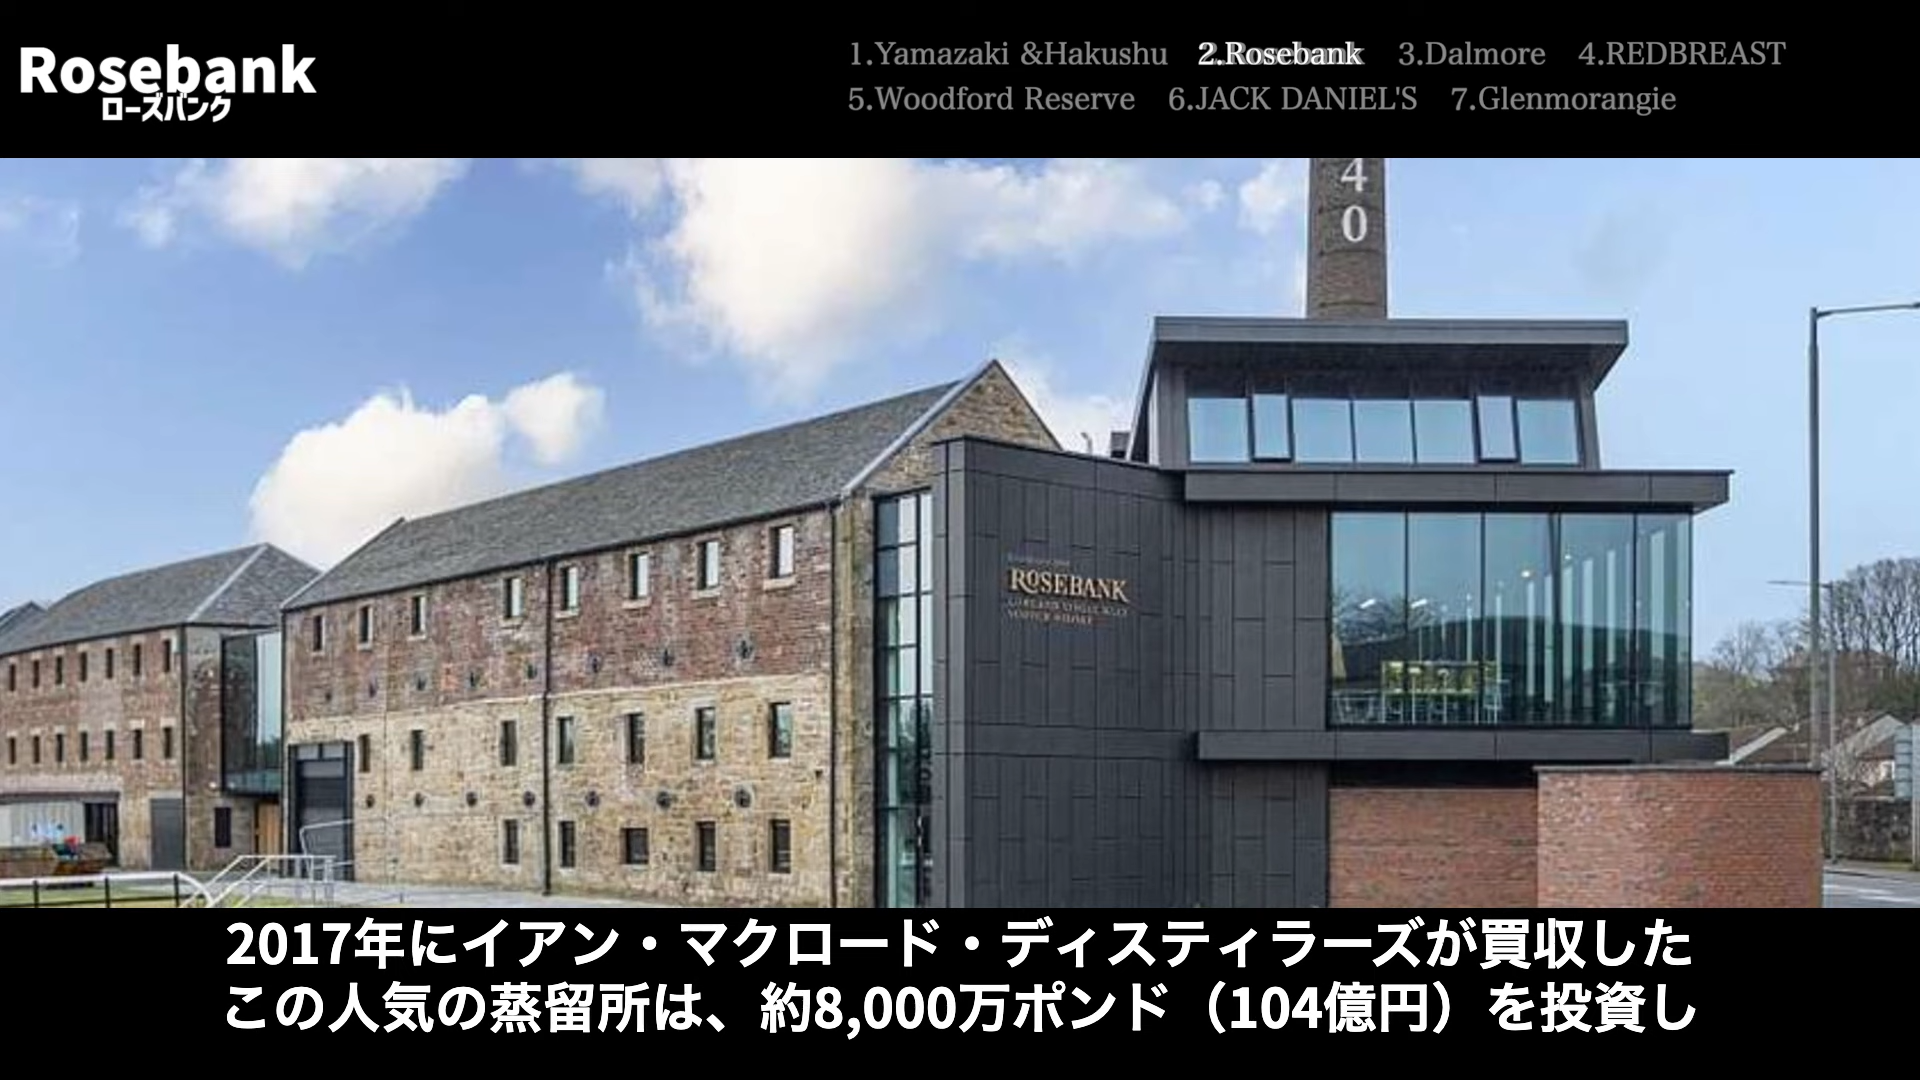 Rosebank
ローズバンク
1.Yamazaki &Hakushu 2.Rosebank 3.Dalmore 4.REDBREAST
5.Woodford Reserve 6.JACK DANIEL'S 7.Glenmorangie
4
0
ROSEBANK
2017年にイアン・マクロード・ディスティラーズが買収した
この人気の蒸留所は、約8,000万ポンド（104億円）を投資し